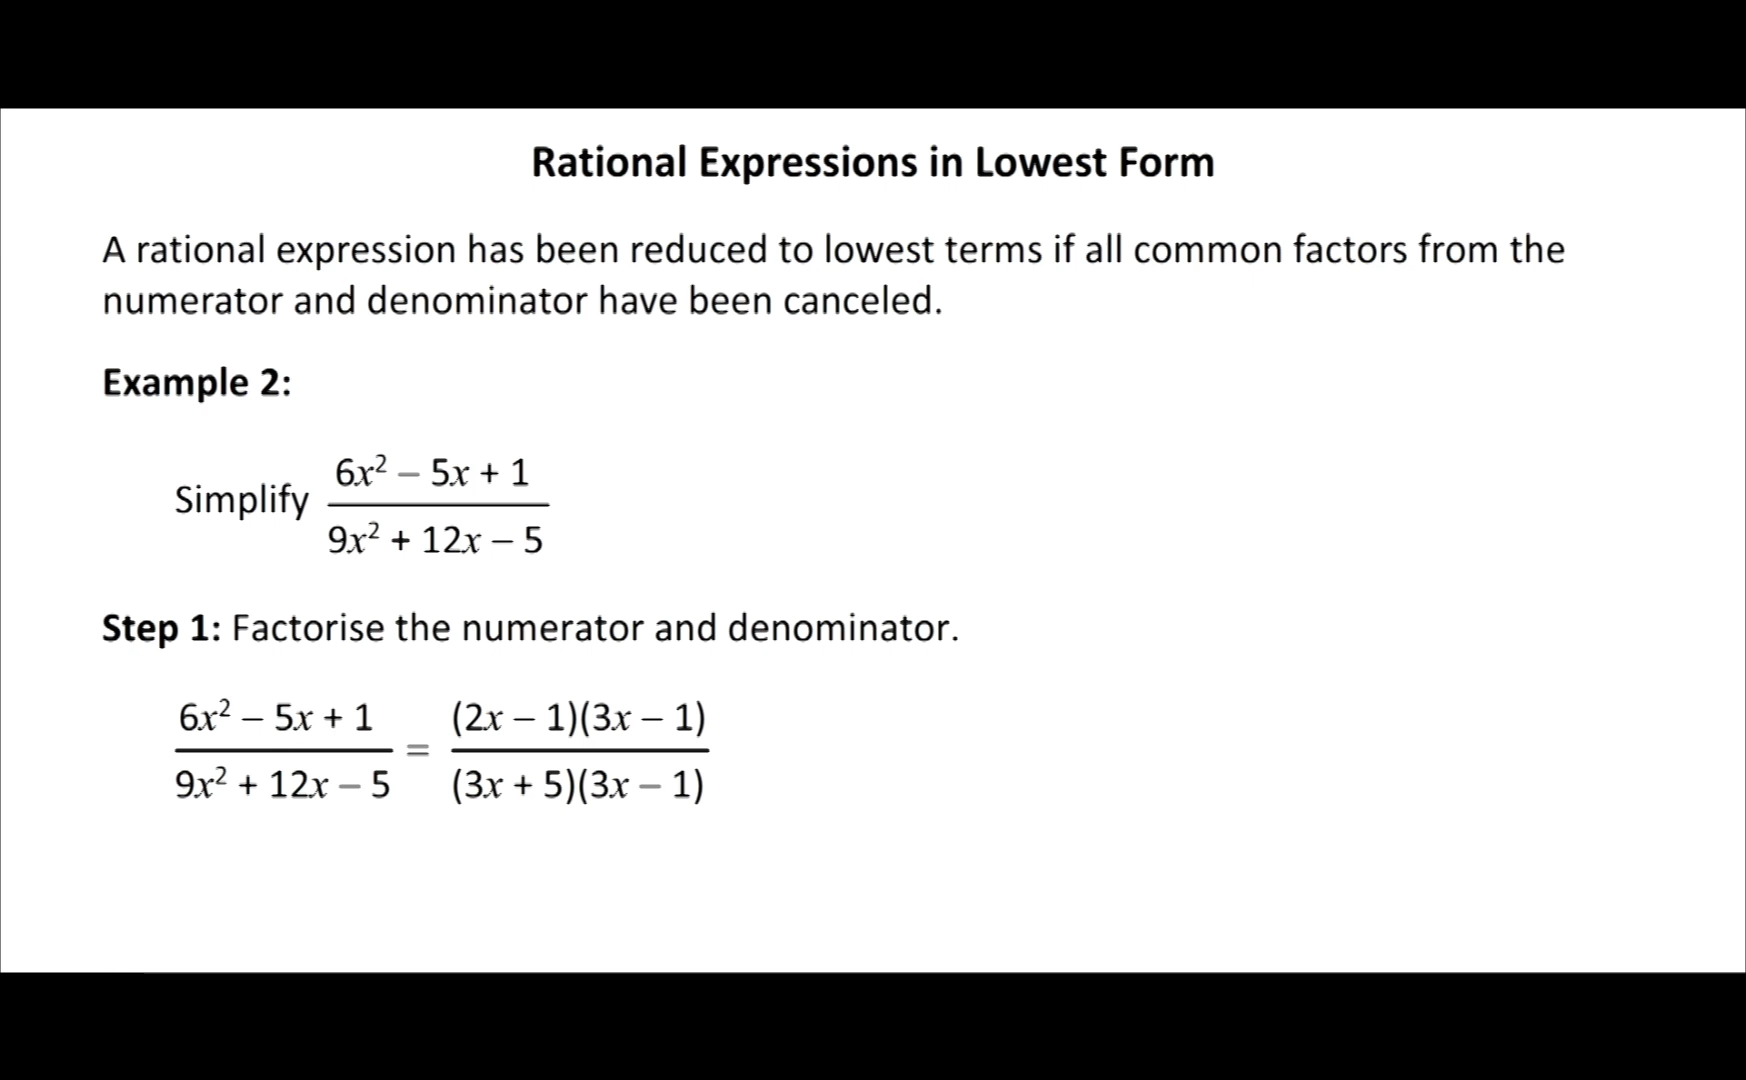 Rational Expressions in Lowest Form
A rational expression has been reduced to lowest terms if all common factors from the
numerator and denominator have been canceled.
Example 2:
Simplify (6x² – 5x + 1)/(9x² + 12x – 5)
Step 1: Factorise the numerator and denominator.
(6x² – 5x + 1)/(9x² + 12x – 5) = (2x – 1)(3x – 1)/(3x + 5)(3x – 1)